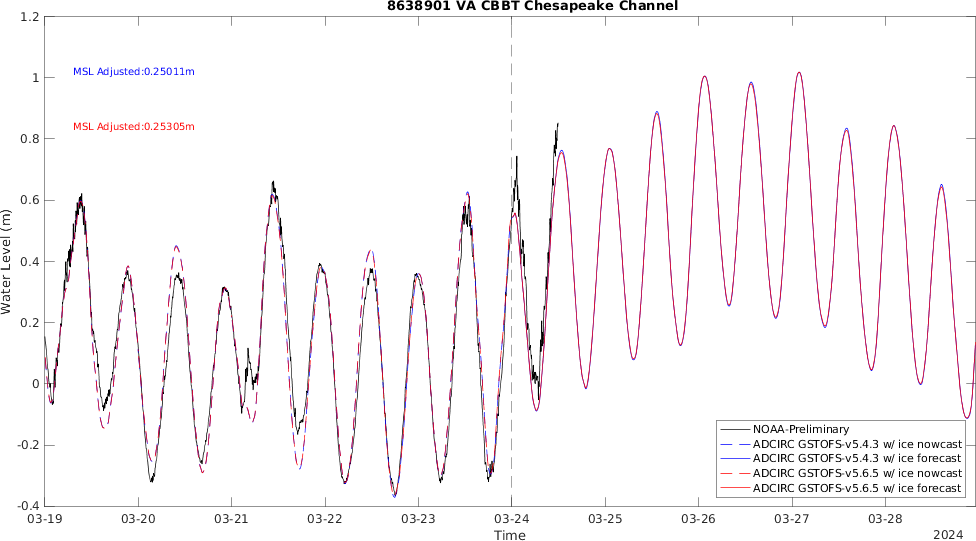 8638901 VA CBBT Chesapeake Channel
1.2
1
0.8
0.6
0.4
0.2
0
-0.2
-0.4
Water Level (m)
MSL Adjusted:0.25011m
MSL Adjusted:0.25305m
NOAA-Preliminary
ADCIRC GSTOFS-v5.4.3 w/ ice nowcast
ADCIRC GSTOFS-v5.4.3 w/ ice forecast
ADCIRC GSTOFS-v5.6.5 w/ ice nowcast
ADCIRC GSTOFS-v5.6.5 w/ ice forecast
03-19 03-20 03-21 03-22 03-23 03-24 03-25 03-26 03-27 03-28
Time
2024